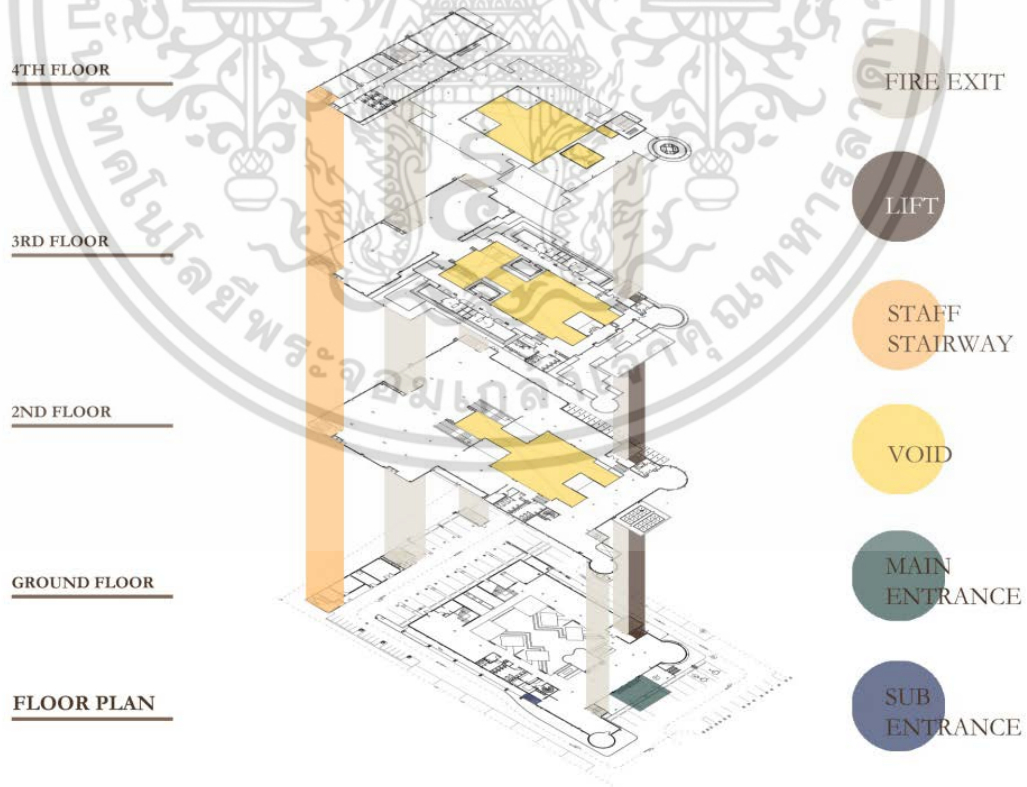 4TH FLOOR
3RD FLOOR
2ND FLOOR
GROUND FLOOR
FLOOR PLAN
FIRE EXIT
LIFT
STAFF
STAIRWAY
VOID
MAIN
ENTRANCE
SUB
ENTRANCE